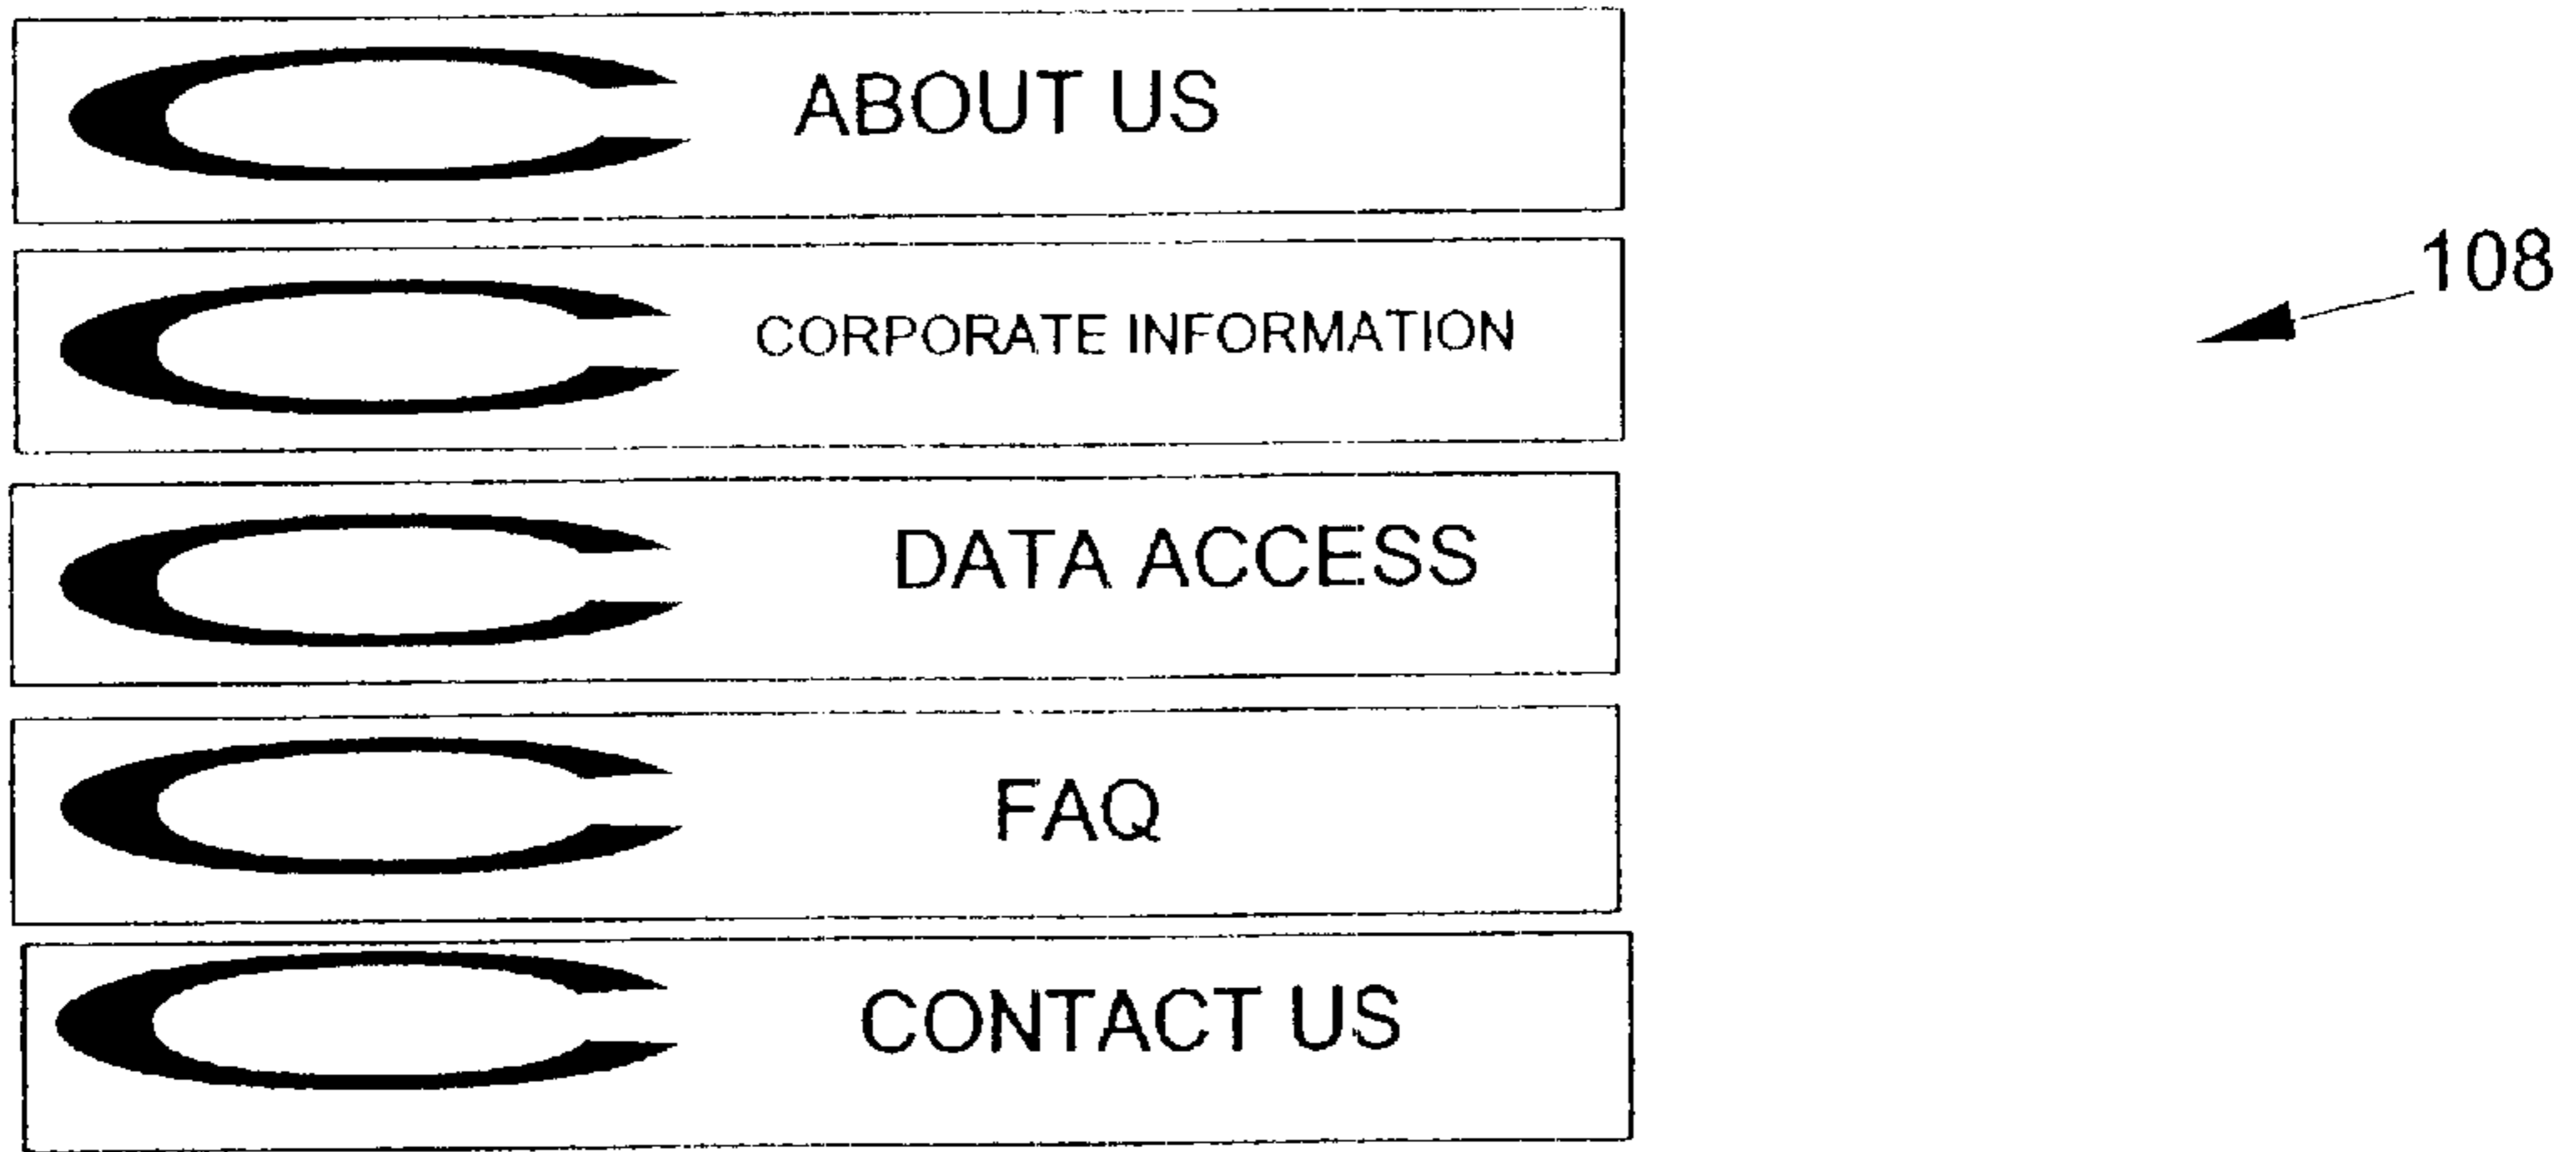 C ABOUT US
C CORPORATE INFORMATION
108
C DATA ACCESS
C FAQ
C CONTACT US